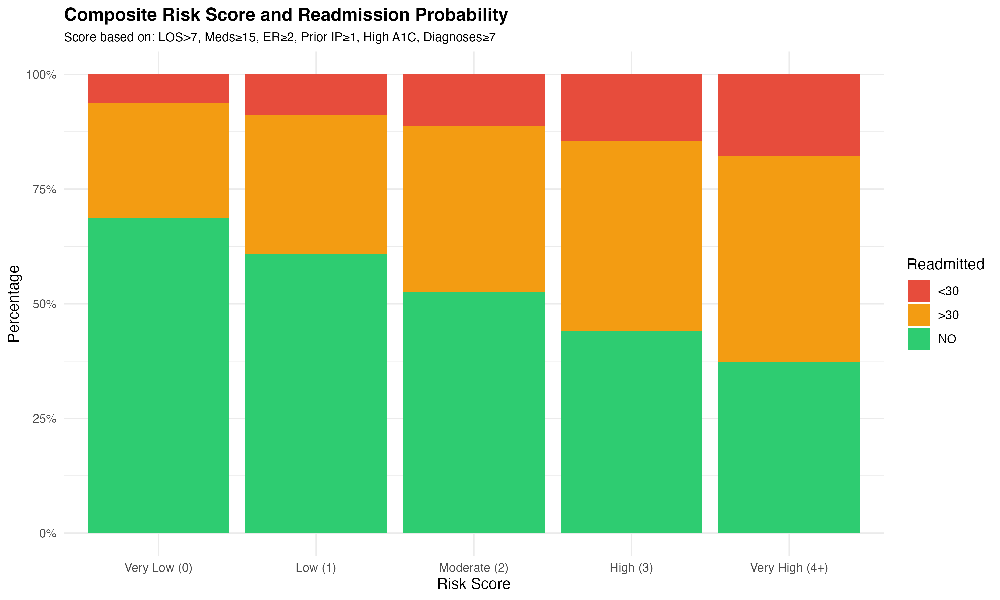 Composite Risk Score and Readmission Probability
Score based on: LOS>7, Meds≥15, ER≥2, Prior IP≥1, High A1C, Diagnoses≥7
100%
75%
50%
25%
0%
Percentage
Very Low (0)
Low (1)
Moderate (2)
High (3)
Very High (4+)
Risk Score
Readmitted
<30
>30
NO